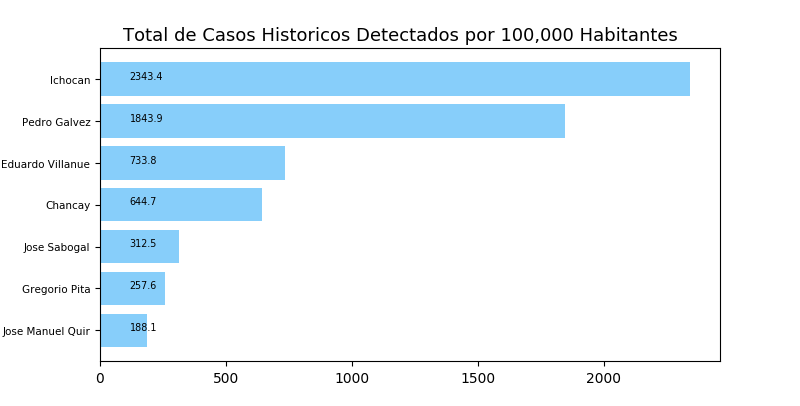 Total de Casos Historicos Detectados por 100,000 Habitantes
Ichocan 2343.4
Pedro Galvez 1843.9
Eduardo Villanue 733.8
Chancay 644.7
Jose Sabogal 312.5
Gregorio Pita 257.6
Jose Manuel Quir 188.1
0 500 1000 1500 2000